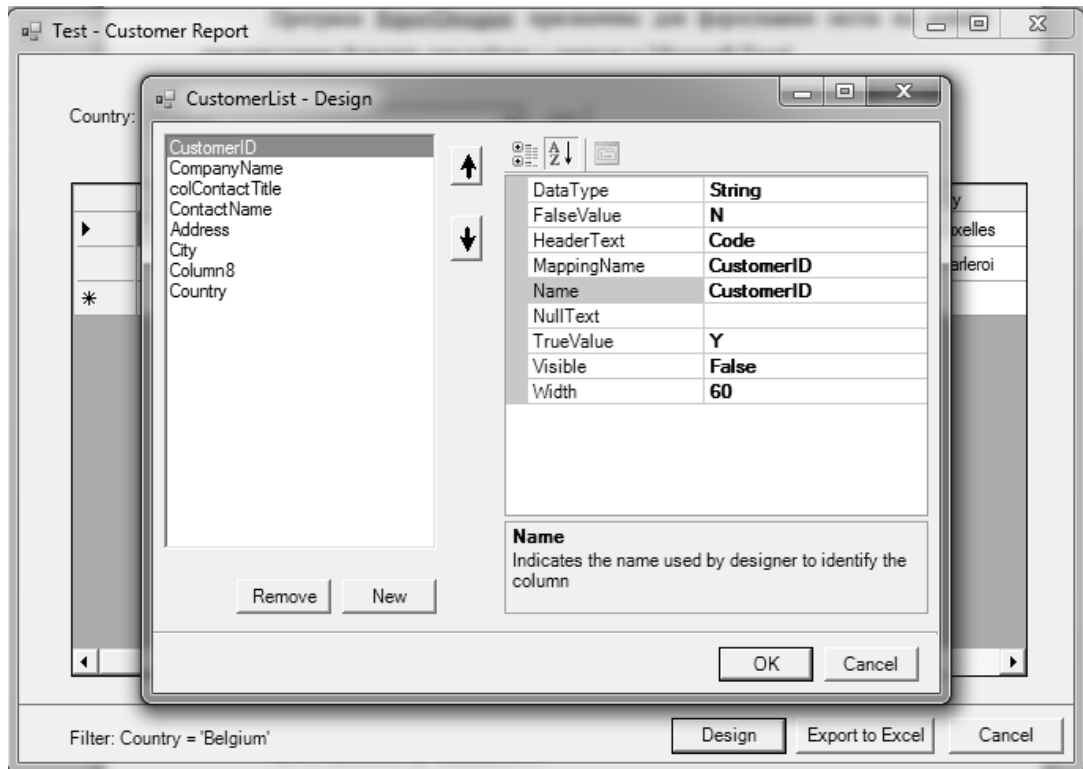 Test - Customer Report
CustomerList - Design
Country:
CustomerID
CompanyName
colContactTitle
ContactName
Address
City
Column8
Country
DataType String
FalseValue N
HeaderText Code
MappingName CustomerID
Name CustomerID
NullText
TrueValue Y
Visible False
Width 60
y
xelles
arleroi
Name
Indicates the name used by designer to identify the
column
Remove New
OK Cancel
Filter: Country = 'Belgium'
Design Export to Excel Cancel